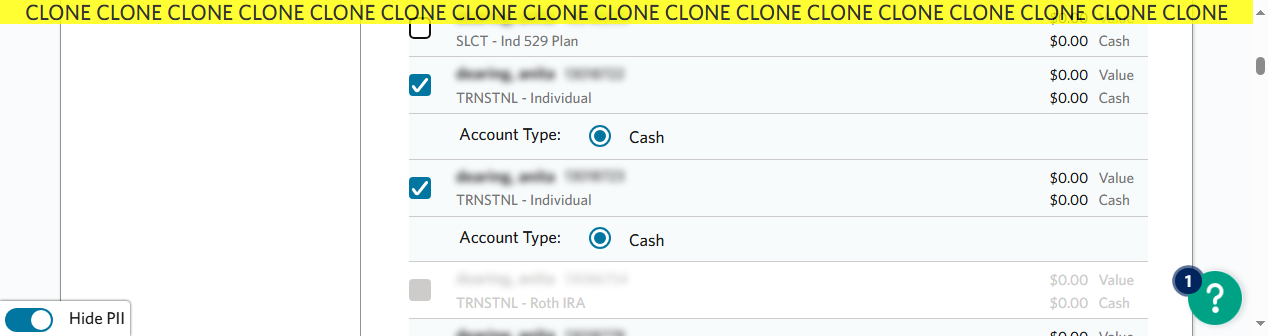 CLONE CLONE CLONE CLONE CLONE CLONE CLONE CLONE CLONE CLONE CLONE CLONE CLONE CLONE CLONE CLONE CLONE
SLCT - Ind 529 Plan $0.00 Cash
$0.00 Value
TRNSTNL - Individual $0.00 Cash
Account Type: Cash
$0.00 Value
TRNSTNL - Individual $0.00 Cash
Account Type: Cash
$0.00 Value
TRNSTNL - Roth IRA $0.00 Cash
1
?
Hide PII
$0.00 Value